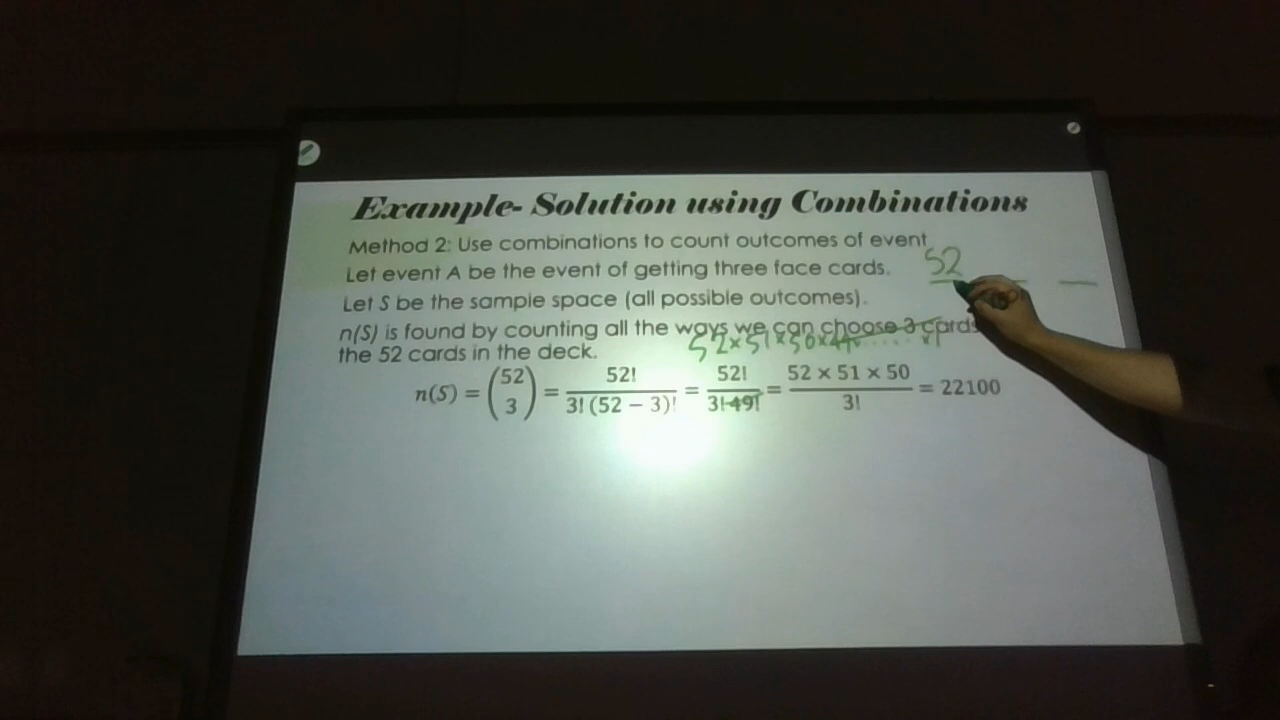 Example- Solution using Combinations
Method 2: Use combinations to count outcomes of event
Let event A be the event of getting three face cards.
52
Let S be the sample space (all possible outcomes).
n(S) is found by counting all the ways we can choose 3 cards
52×51×50×49×.....×1
the 52 cards in the deck.
n(S) = (52 3) = 52! / 3! (52 − 3)! = 52! / 3! 49! = 52 × 51 × 50 / 3! = 22100